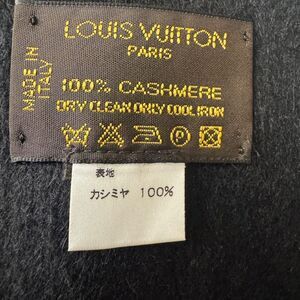 LOUIS VUITTON
PARIS
MADE IN
ITALY
100% CASHMERE
DRY CLEAN ONLY COOL IRON
表地
カシミヤ 100%